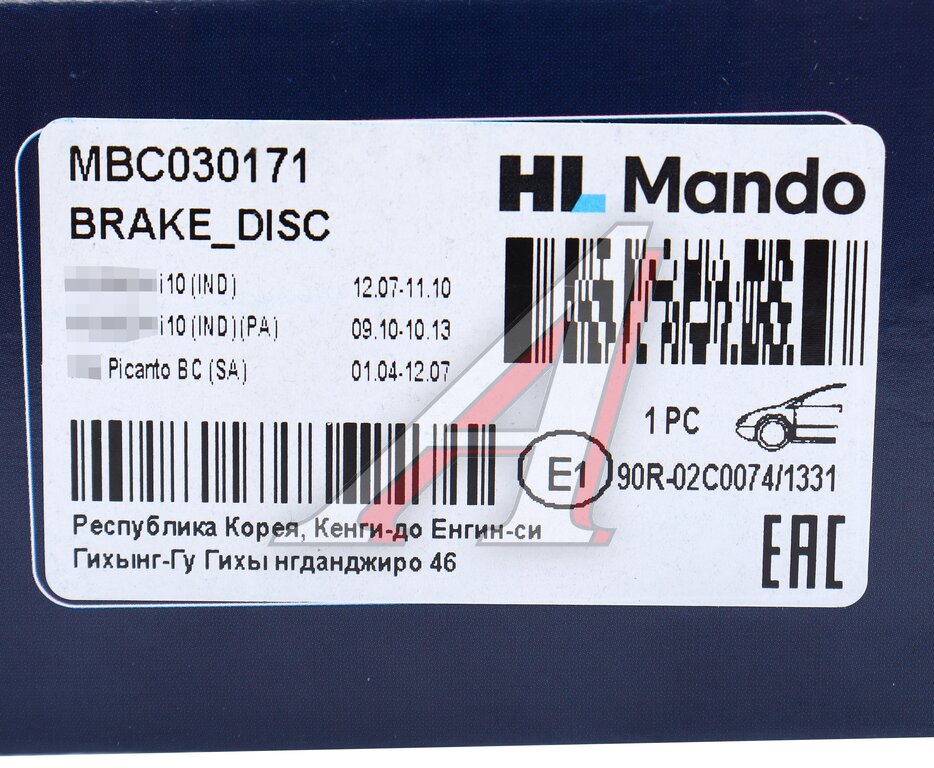 MBC030171
BRAKE_DISC
HL Mando
i10 (IND) 12.07-11.10
i10 (IND)(PA) 09.10-10.13
Picanto BC (SA) 01.04-12.07
1 PC
E1 90R-02C0074/1331
Республика Корея, Кенги-до Енгин-си
Гихынг-Гу Гихы нгданджиро 46
EAC